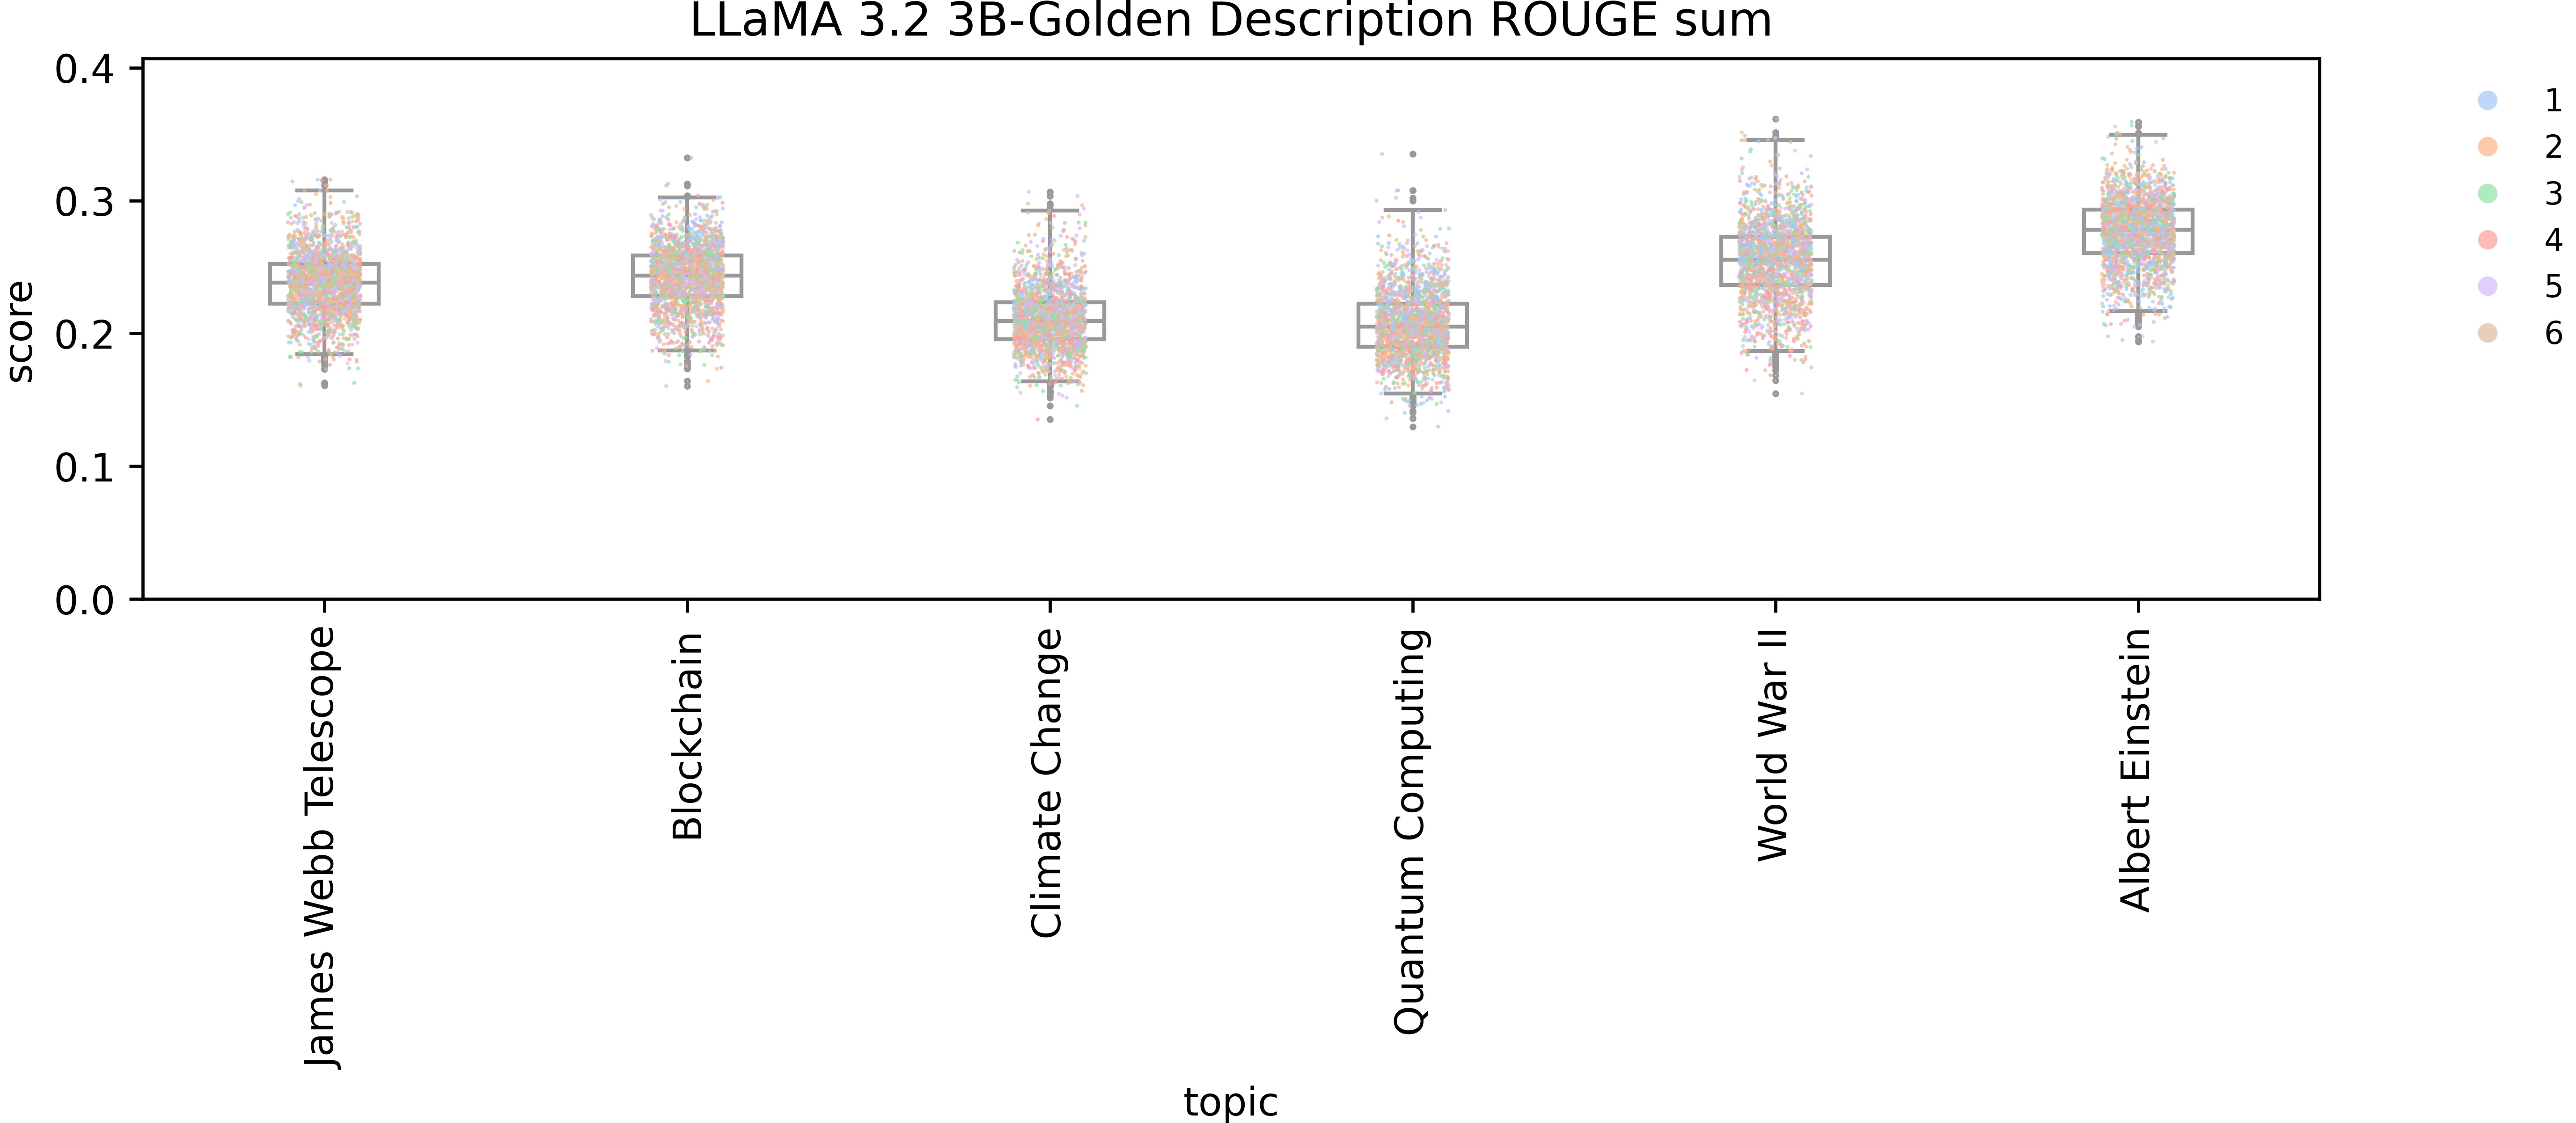 LLaMA 3.2 3B-Golden Description ROUGE sum
score
0.4
0.3
0.2
0.1
0.0
James Webb Telescope
Blockchain
Climate Change
Quantum Computing
World War II
Albert Einstein
topic
1
2
3
4
5
6